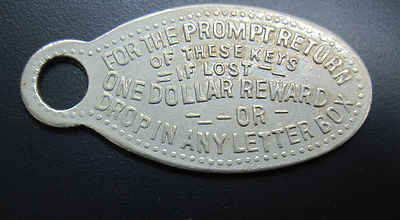 FOR THE PROMPT RETURN
OF THESE KEYS
— IF LOST —
ONE DOLLAR REWARD
— — OR —
DROP IN ANY LETTER BOX